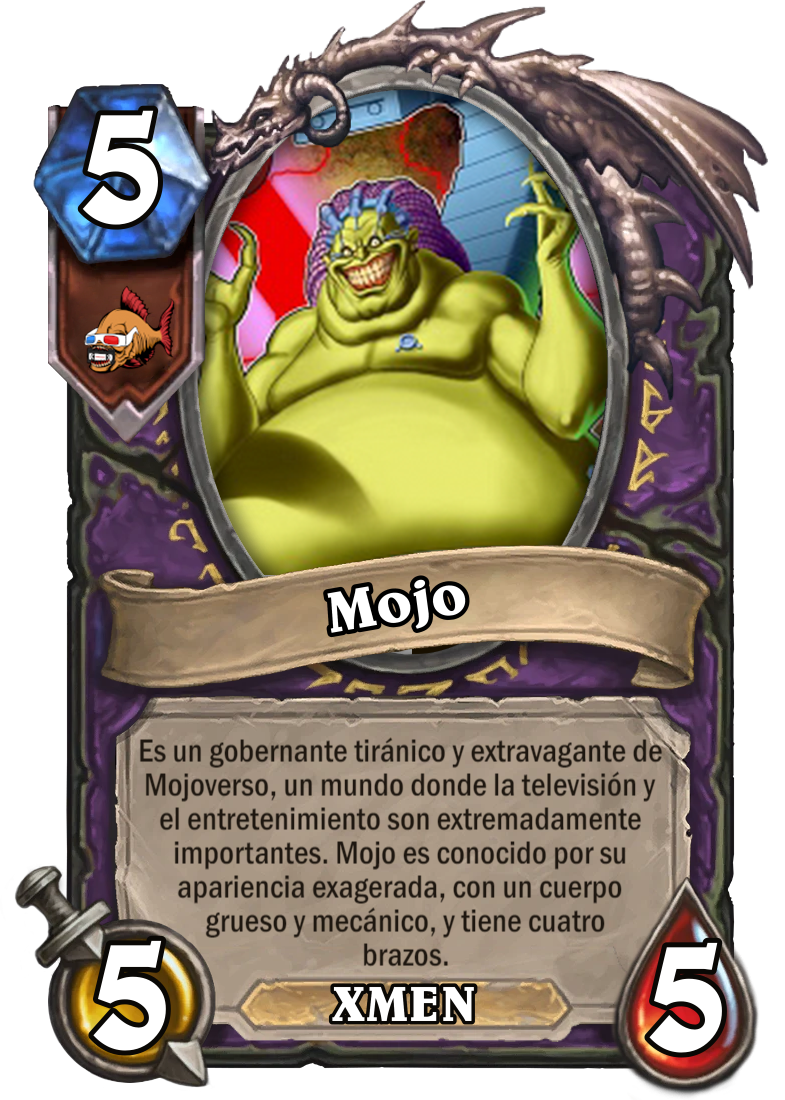 5
Mojo
Es un gobernante tiránico y extravagante de
Mojoverso, un mundo donde la televisión y
el entretenimiento son extremadamente
importantes. Mojo es conocido por su
apariencia exagerada, con un cuerpo
grueso y mecánico, y tiene cuatro
brazos.
5
XMEN
5